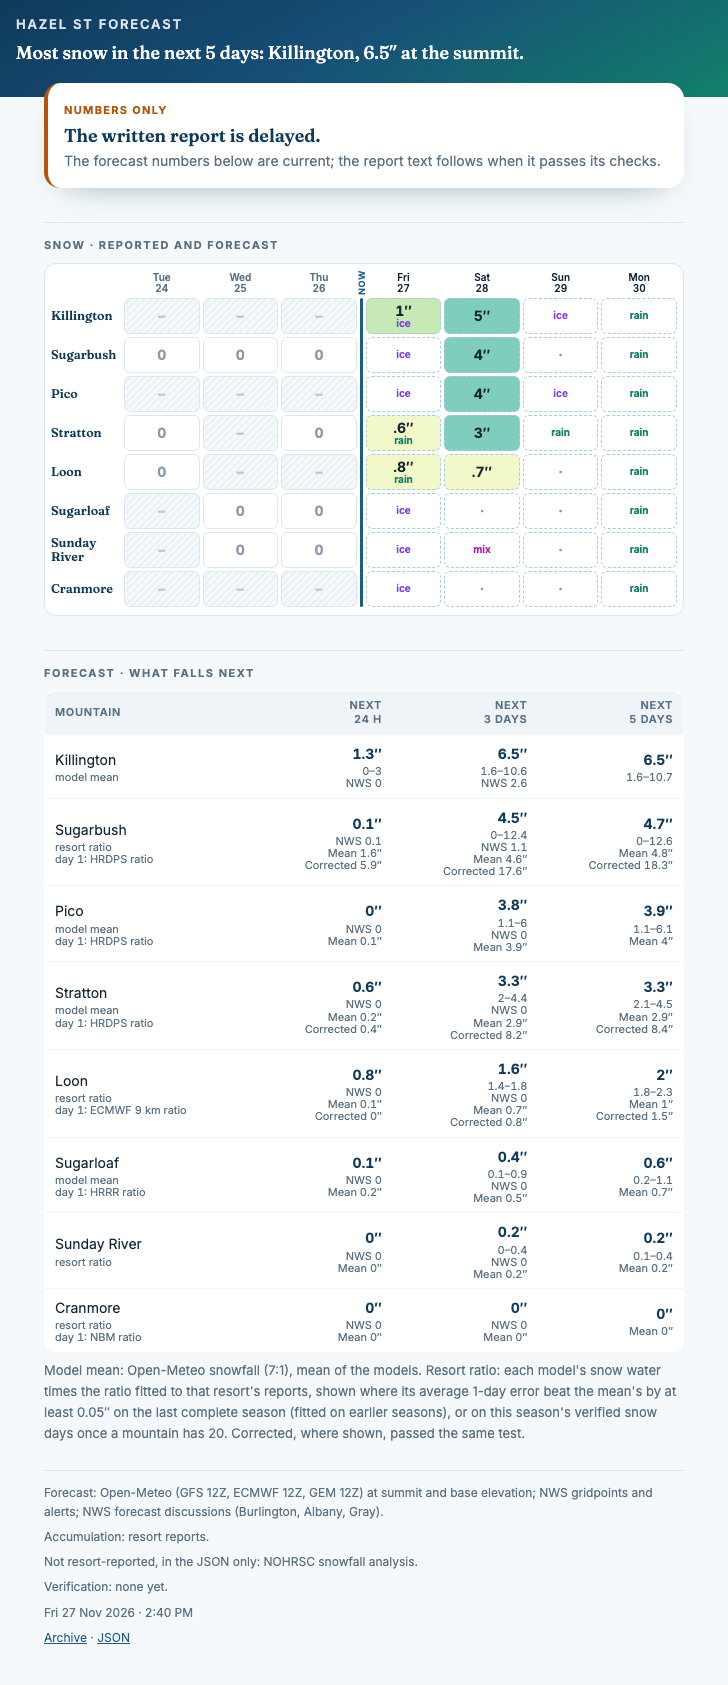 HAZEL ST FORECAST
Most snow in the next 5 days: Killington, 6.5″ at the summit.
NUMBERS ONLY
The written report is delayed.
The forecast numbers below are current; the report text follows when it passes its checks.
SNOW · REPORTED AND FORECAST
Tue 24 Wed 25 Thu 26 NOW Fri 27 Sat 28 Sun 29 Mon 30
Killington – – – 1″ ice 5″ ice rain
Sugarbush 0 0 0 ice 4″ · rain
Pico – – – ice 4″ ice rain
Stratton 0 – 0 .6″ rain 3″ rain rain
Loon 0 – – .8″ rain .7″ · rain
Sugarloaf – 0 0 ice · · rain
Sunday River – 0 0 ice mix · rain
Cranmore – – – ice · · rain
FORECAST · WHAT FALLS NEXT
MOUNTAIN NEXT 24 H NEXT 3 DAYS NEXT 5 DAYS
Killington 1.3″ 6.5″ 6.5″
model mean 0–3 1.6–10.6 1.6–10.7
NWS 0 NWS 2.6
Sugarbush 0.1″ 4.5″ 4.7″
resort ratio NWS 0.1 0–12.4 0–12.6
day 1: HRDPS ratio Mean 1.6″ NWS 1.1 Mean 4.8″
Corrected 5.9″ Mean 4.6″ Corrected 18.3″
Corrected 17.6″
Pico 0″ 3.8″ 3.9″
model mean NWS 0 1.1–6 1.1–6.1
day 1: HRDPS ratio Mean 0.1″ NWS 0 Mean 4″
Mean 3.9″
Stratton 0.6″ 3.3″ 3.3″
model mean NWS 0 2–4.4 2.1–4.5
day 1: HRDPS ratio Mean 0.2″ NWS 0 Mean 2.9″
Corrected 0.4″ Mean 2.9″ Corrected 8.4″
Corrected 8.2″
Loon 0.8″ 1.6″ 2″
resort ratio NWS 0 1.4–1.8 1.8–2.3
day 1: ECMWF 9 km ratio Mean 0.1″ NWS 0 Mean 1″
Corrected 0″ Mean 0.7″ Corrected 1.5″
Corrected 0.8″
Sugarloaf 0.1″ 0.4″ 0.6″
model mean NWS 0 0.1–0.9 0.2–1.1
day 1: HRRR ratio Mean 0.2″ NWS 0 Mean 0.7″
Mean 0.5″
Sunday River 0″ 0.2″ 0.2″
resort ratio NWS 0 0–0.4 0.1–0.4
Mean 0″ NWS 0 Mean 0.2″
Mean 0.2″
Cranmore 0″ 0″ 0″
resort ratio NWS 0 NWS 0 Mean 0″
day 1: NBM ratio Mean 0″ Mean 0″
Model mean: Open-Meteo snowfall (7:1), mean of the models. Resort ratio: each model's snow water
times the ratio fitted to that resort's reports, shown where its average 1-day error beat the mean's by at
least 0.05″ on the last complete season (fitted on earlier seasons), or on this season's verified snow
days once a mountain has 20. Corrected, where shown, passed the same test.
Forecast: Open-Meteo (GFS 12Z, ECMWF 12Z, GEM 12Z) at summit and base elevation; NWS gridpoints and
alerts; NWS forecast discussions (Burlington, Albany, Gray).
Accumulation: resort reports.
Not resort-reported, in the JSON only: NOHRSC snowfall analysis.
Verification: none yet.
Fri 27 Nov 2026 · 2:40 PM
Archive · JSON